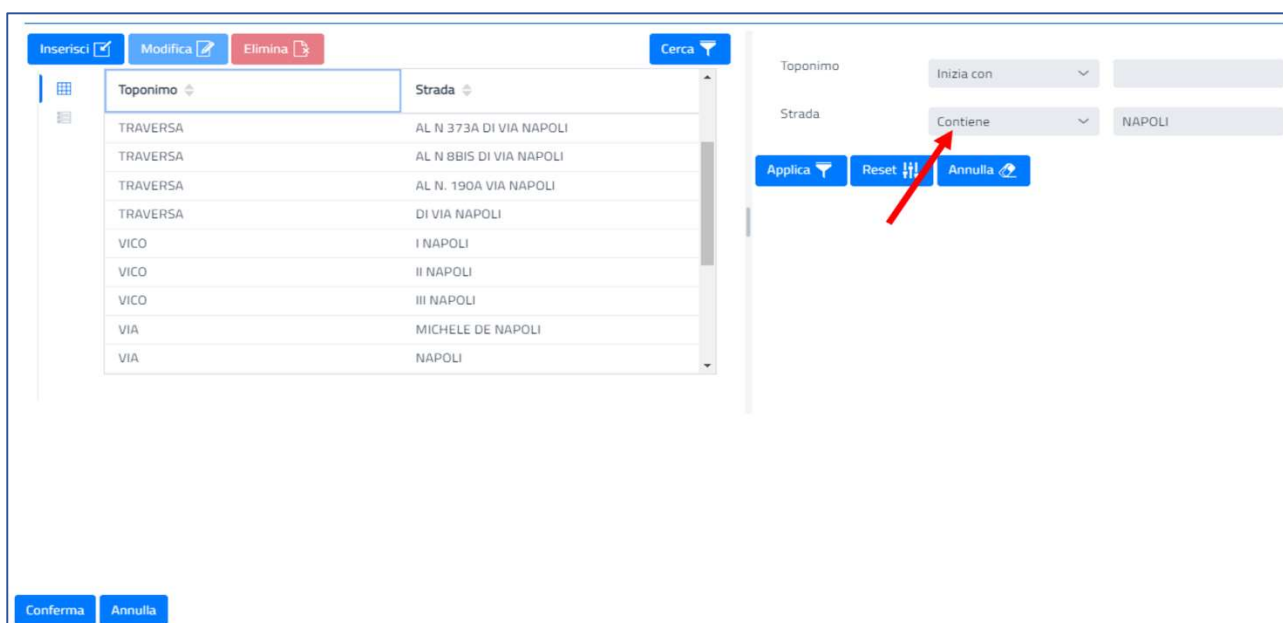 Inserisci Modifica Elimina Cerca
Toponimo Strada
TRAVERSA AL N 373A DI VIA NAPOLI
TRAVERSA AL N 8BIS DI VIA NAPOLI
TRAVERSA AL N. 190A VIA NAPOLI
TRAVERSA DI VIA NAPOLI
VICO I NAPOLI
VICO II NAPOLI
VICO III NAPOLI
VIA MICHELE DE NAPOLI
VIA NAPOLI
Toponimo Inizia con
Strada Contiene NAPOLI
Applica Reset Annulla
Conferma Annulla